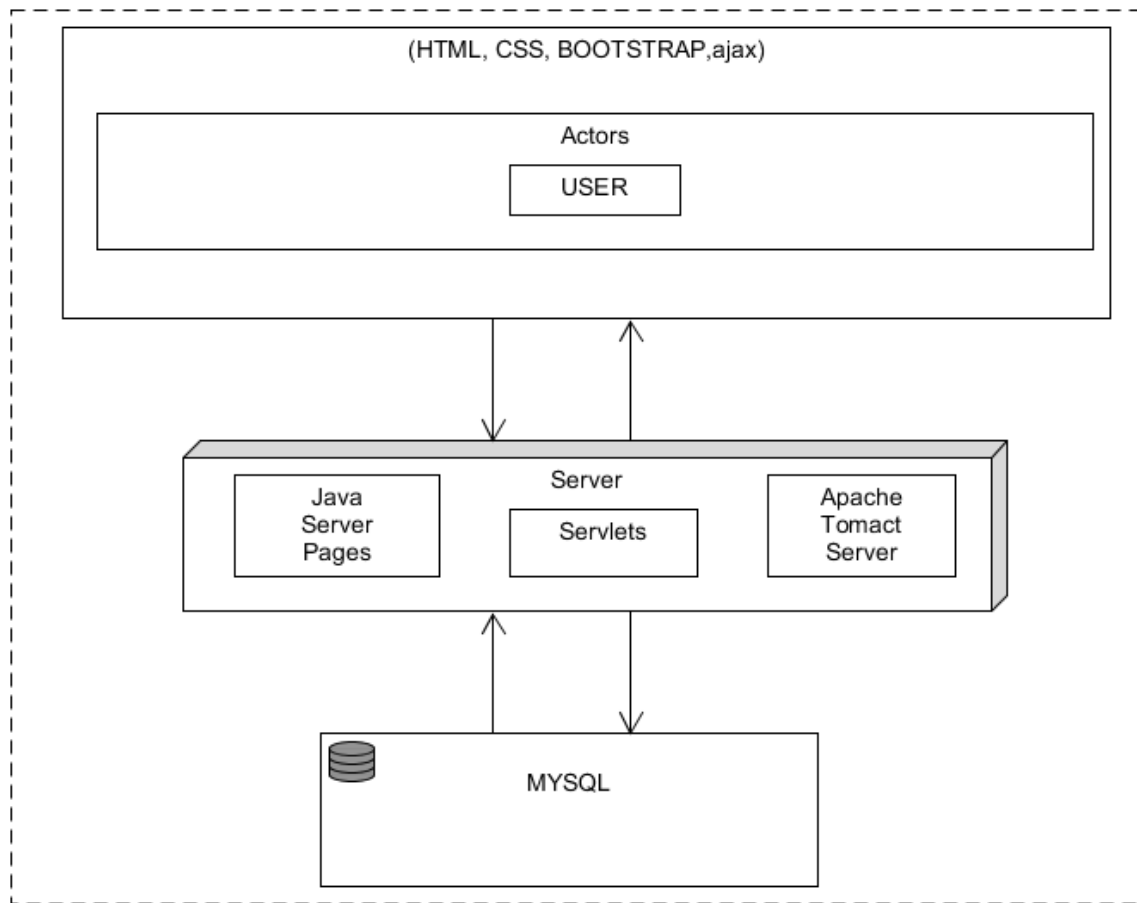 (HTML, CSS, BOOTSTRAP,ajax)
Actors
USER
Server
Java
Server
Pages
Servlets
Apache
Tomact
Server
MYSQL